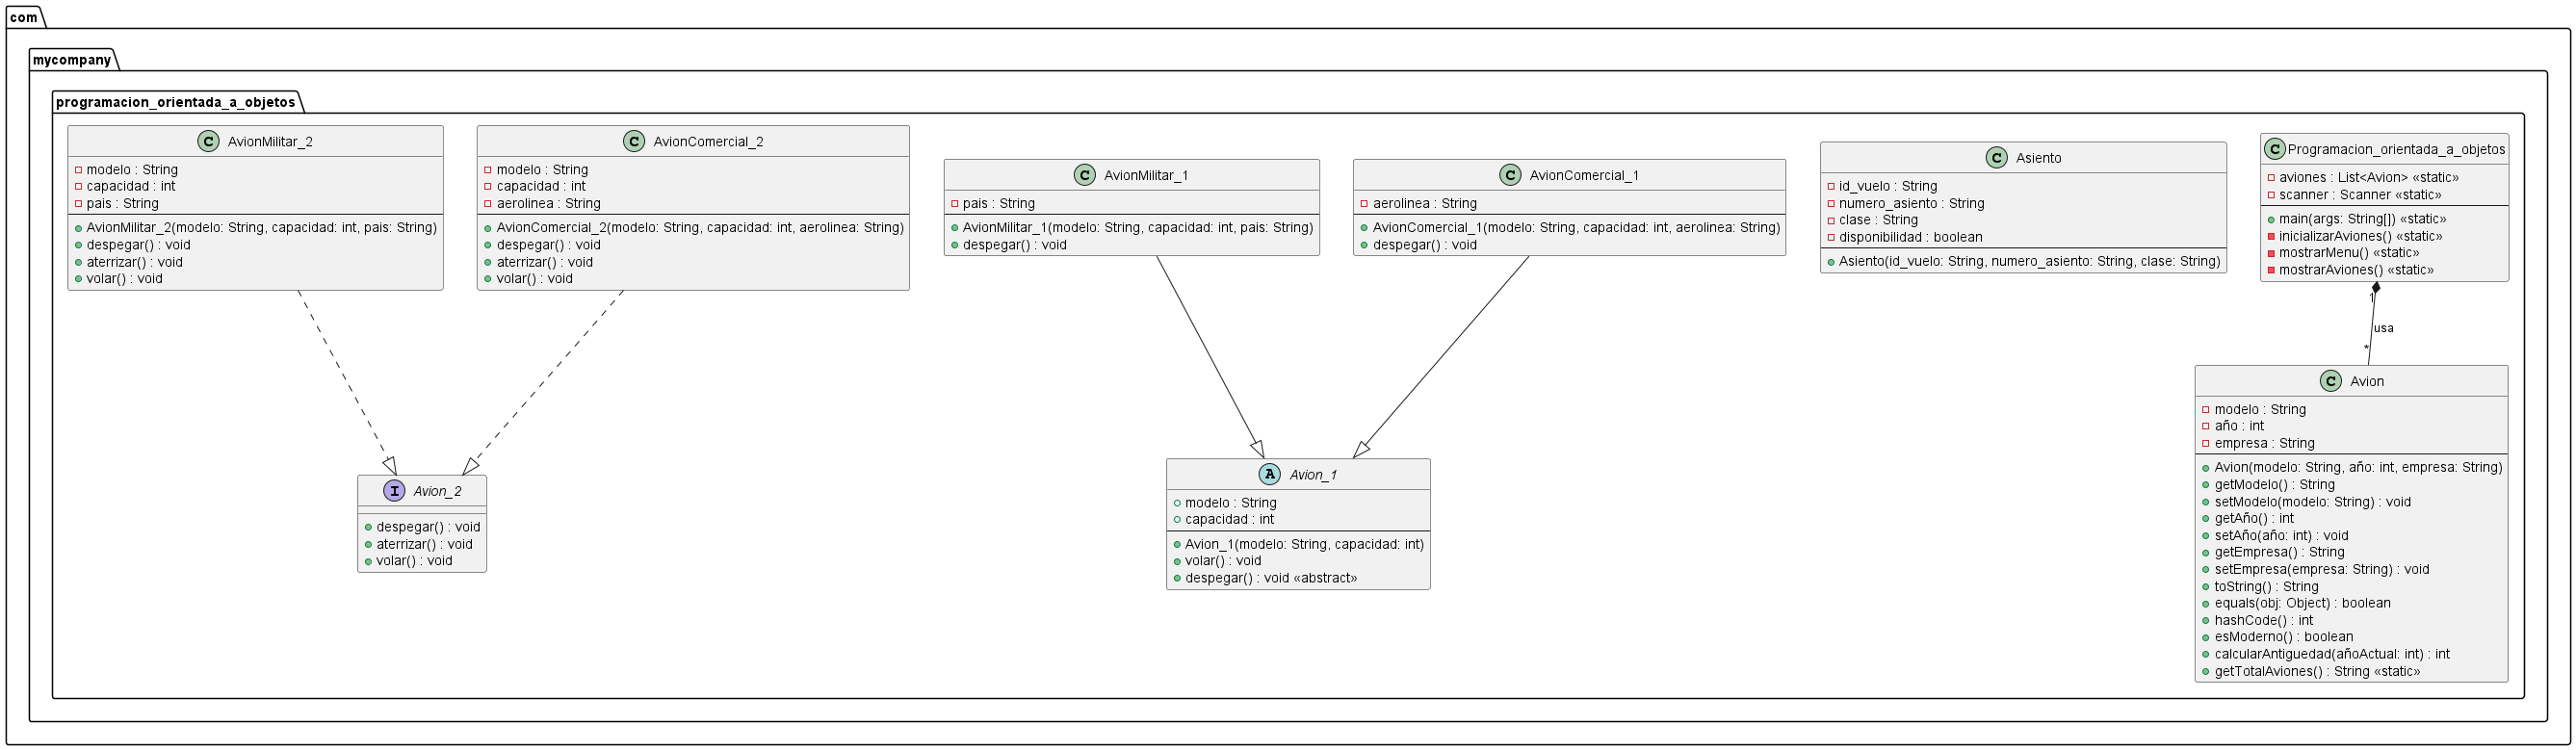 com
mycompany
programacion_orientada_a_objetos
C AvionMilitar_2
modelo : String
capacidad : int
pais : String
AvionMilitar_2(modelo: String, capacidad: int, pais: String)
despegar() : void
aterrizar() : void
volar() : void
C AvionComercial_2
modelo : String
capacidad : int
aerolinea : String
AvionComercial_2(modelo: String, capacidad: int, aerolinea: String)
despegar() : void
aterrizar() : void
volar() : void
C AvionMilitar_1
pais : String
AvionMilitar_1(modelo: String, capacidad: int, pais: String)
despegar() : void
C AvionComercial_1
aerolinea : String
AvionComercial_1(modelo: String, capacidad: int, aerolinea: String)
despegar() : void
C Asiento
id_vuelo : String
numero_asiento : String
clase : String
disponibilidad : boolean
Asiento(id_vuelo: String, numero_asiento: String, clase: String)
C Programacion_orientada_a_objetos
aviones : List<Avion> «static»
scanner : Scanner «static»
main(args: String[]) «static»
inicializarAviones() «static»
mostrarMenu() «static»
mostrarAviones() «static»
1
usa
*
C Avion
modelo : String
año : int
empresa : String
Avion(modelo: String, año: int, empresa: String)
getModelo() : String
setModelo(modelo: String) : void
getAño() : int
setAño(año: int) : void
getEmpresa() : String
setEmpresa(empresa: String) : void
toString() : String
equals(obj: Object) : boolean
hashCode() : int
esModerno() : boolean
calcularAntiguedad(añoActual: int) : int
getTotalAviones() : String «static»
I Avion_2
despegar() : void
aterrizar() : void
volar() : void
A Avion_1
modelo : String
capacidad : int
Avion_1(modelo: String, capacidad: int)
volar() : void
despegar() : void «abstract»